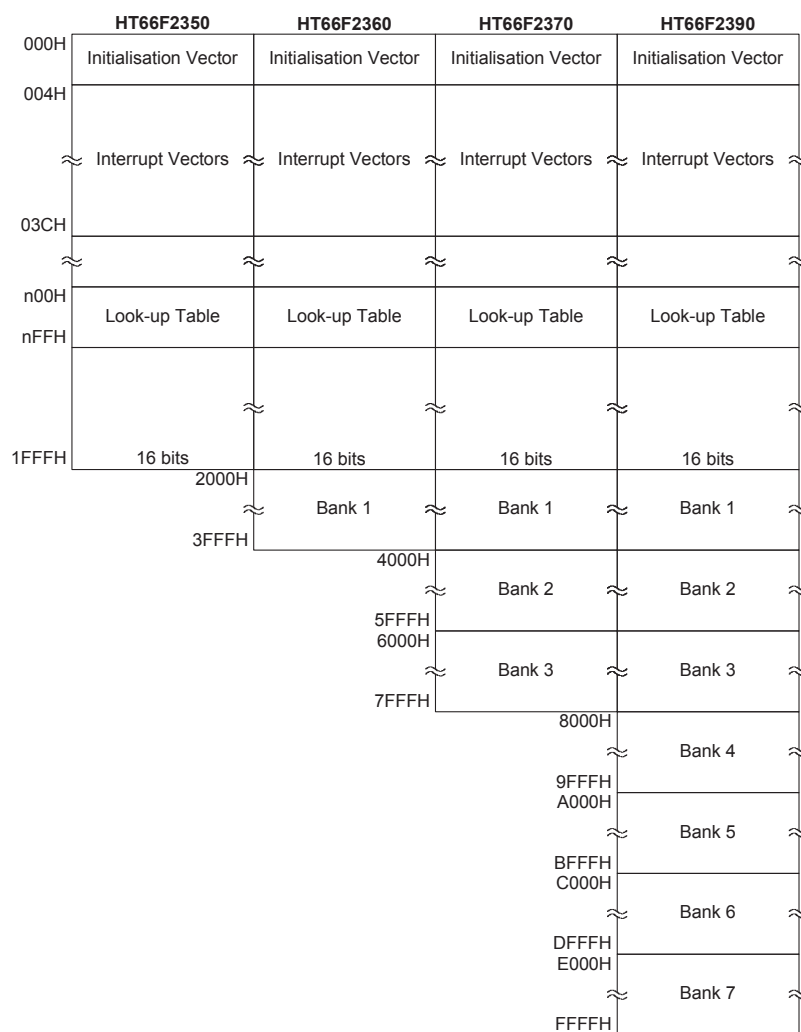 HT66F2350 HT66F2360 HT66F2370 HT66F2390
000H
Initialisation Vector Initialisation Vector Initialisation Vector Initialisation Vector
004H
Interrupt Vectors Interrupt Vectors Interrupt Vectors Interrupt Vectors
03CH
n00H
Look-up Table Look-up Table Look-up Table Look-up Table
nFFH
1FFFH 16 bits 16 bits 16 bits 16 bits
2000H
Bank 1 Bank 1 Bank 1
3FFFH
4000H
Bank 2 Bank 2
5FFFH
6000H
Bank 3 Bank 3
7FFFH
8000H
Bank 4
9FFFH
A000H
Bank 5
BFFFH
C000H
Bank 6
DFFFH
E000H
Bank 7
FFFFH